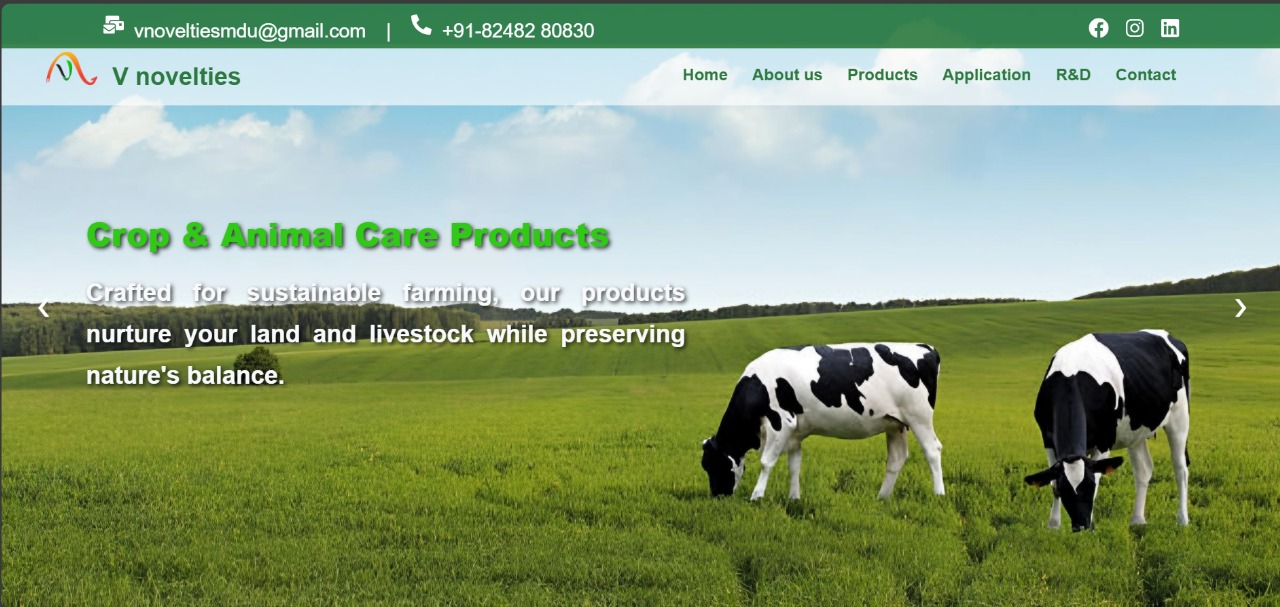 vnoveltiesmdu@gmail.com | +91-82482 80830
V novelties
Home About us Products Application R&D Contact
Crop & Animal Care Products
Crafted for sustainable farming, our products
nurture your land and livestock while preserving
nature's balance.